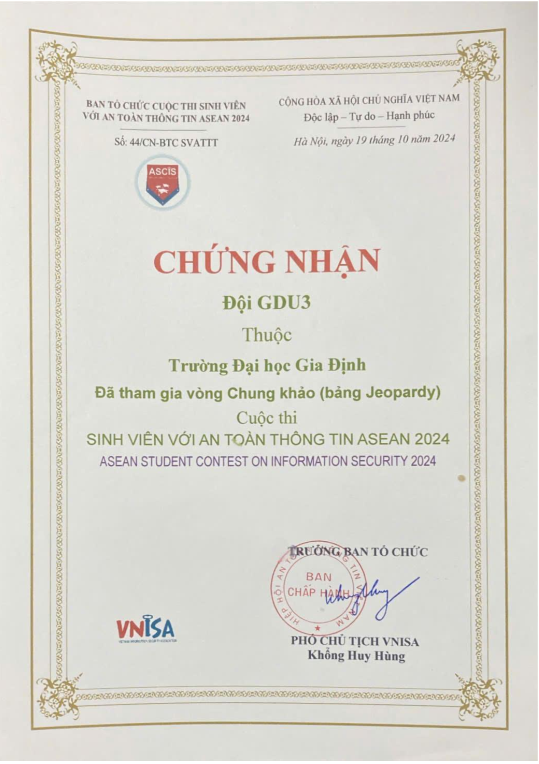 BAN TỔ CHỨC CUỘC THI SINH VIÊN
VỚI AN TOÀN THÔNG TIN ASEAN 2024
Số: 44/CN-BTC SVATTT
CỘNG HÒA XÃ HỘI CHỦ NGHĨA VIỆT NAM
Độc lập – Tự do – Hạnh phúc
Hà Nội, ngày 19 tháng 10 năm 2024
ASCIS
CHỨNG NHẬN
Đội GDU3
Thuộc
Trường Đại học Gia Định
Đã tham gia vòng Chung khảo (bảng Jeopardy)
Cuộc thi
SINH VIÊN VỚI AN TOÀN THÔNG TIN ASEAN 2024
ASEAN STUDENT CONTEST ON INFORMATION SECURITY 2024
TRƯỞNG BAN TỔ CHỨC
HIỆP HỘI AN TOÀN THÔNG TIN VIỆT NAM
BAN
CHẤP HÀNH
VNISA
PHÓ CHỦ TỊCH VNISA
Khổng Huy Hùng